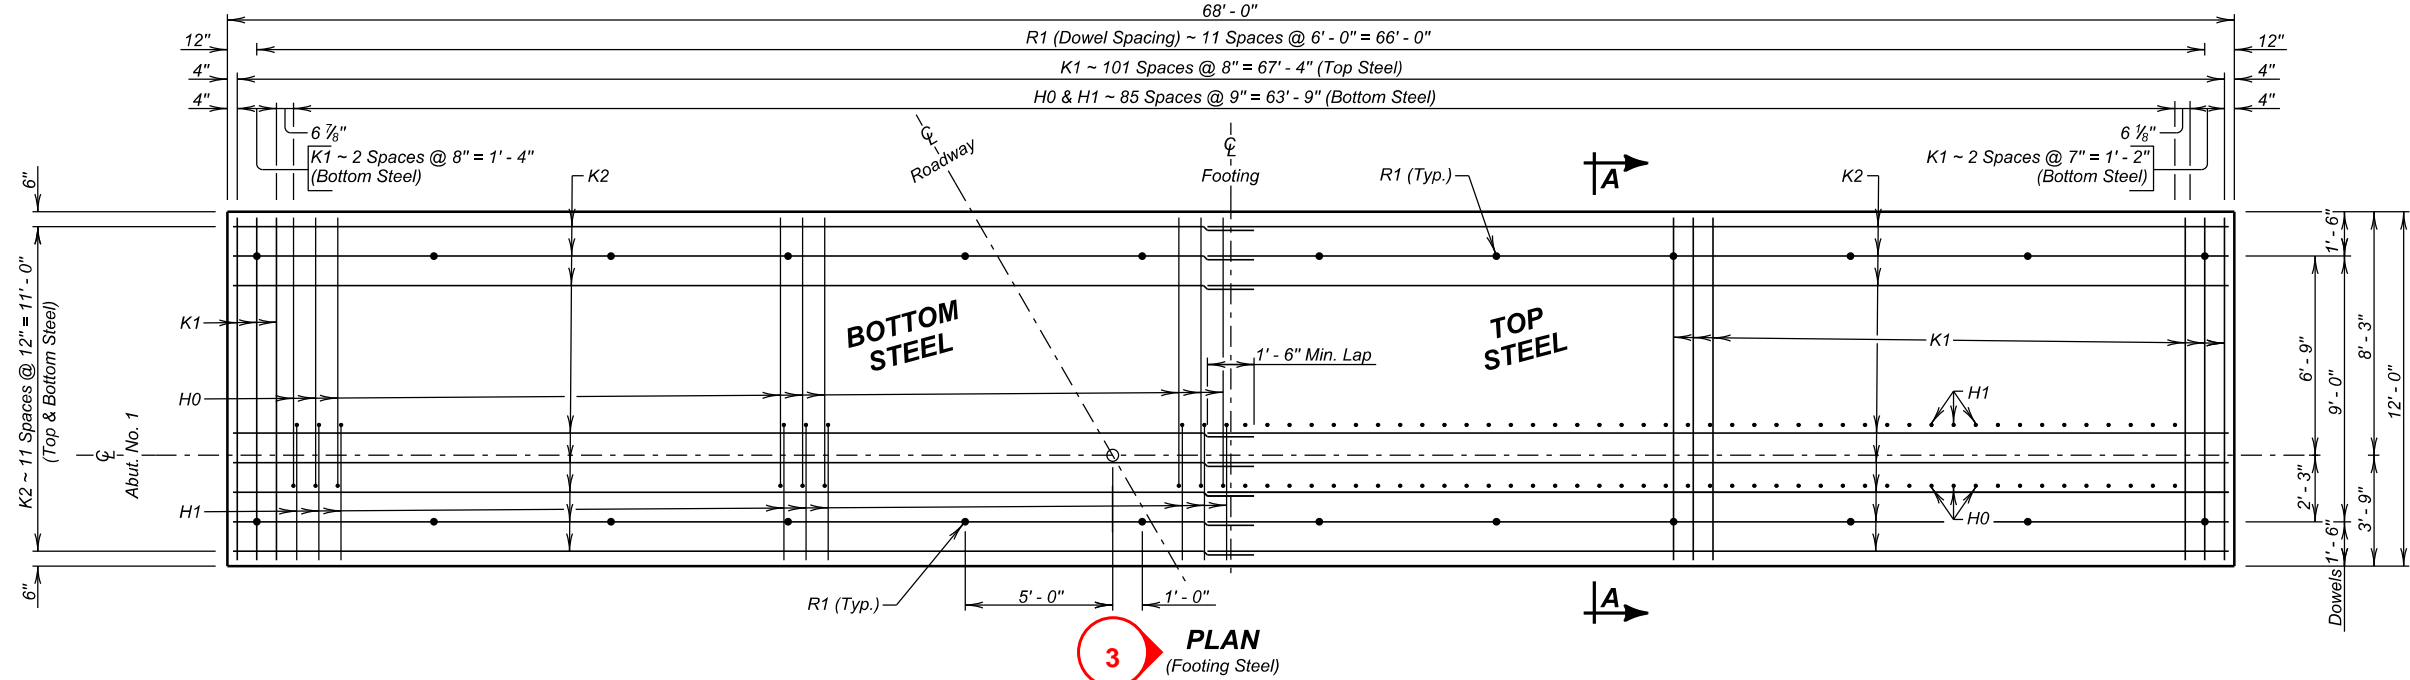 68' - 0"
12" R1 (Dowel Spacing) ~ 11 Spaces @ 6' - 0" = 66' - 0" 12"
4" K1 ~ 101 Spaces @ 8" = 67' - 4" (Top Steel) 4"
4" H0 & H1 ~ 85 Spaces @ 9" = 63' - 9" (Bottom Steel) 4"
6 ⅞"
K1 ~ 2 Spaces @ 8" = 1' - 4"
(Bottom Steel)
℄
Roadway
℄
Footing
6 ⅛"
K1 ~ 2 Spaces @ 7" = 1' - 2"
(Bottom Steel)
K2
R1 (Typ.)
A
K2
6"
K2 ~ 11 Spaces @ 12" = 11' - 0"
(Top & Bottom Steel)
6"
℄
Abut. No. 1
K1
H0
H1
BOTTOM
STEEL
TOP
STEEL
1' - 6" Min. Lap
K1
H1
H0
1' - 6"
6' - 9"
9' - 0"
8' - 3"
12' - 0"
2' - 3"
3' - 9"
1' - 6"
Dowels
R1 (Typ.)
5' - 0"
1' - 0"
A
3
PLAN
(Footing Steel)